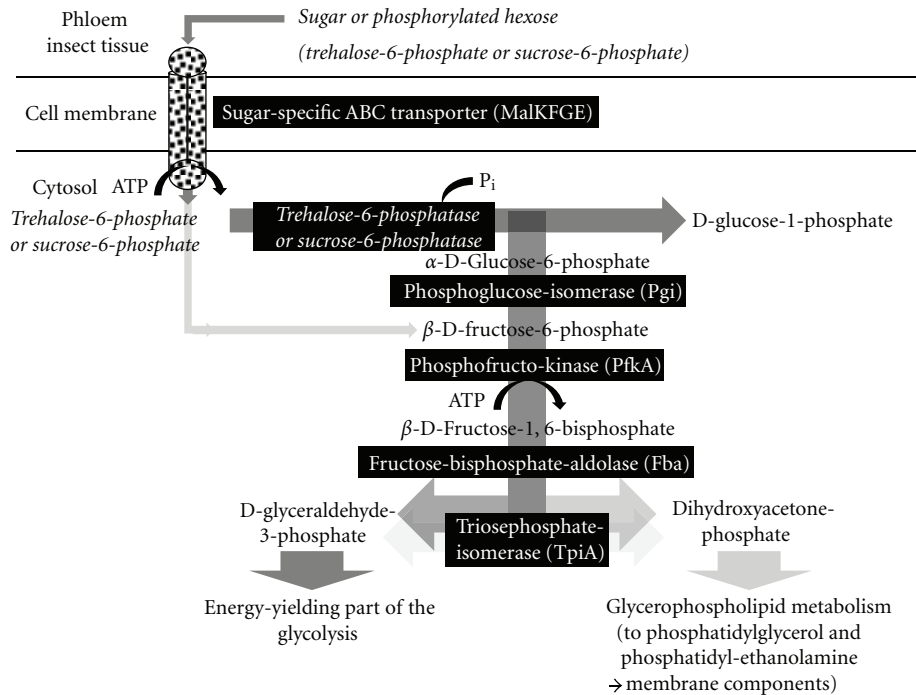 Phloem
insect tissue
Sugar or phosphorylated hexose
(trehalose-6-phosphate or sucrose-6-phosphate)
Cell membrane
Sugar-specific ABC transporter (MalKFGE)
Cytosol ATP
Trehalose-6-phosphate
or sucrose-6-phosphate
Pi
Trehalose-6-phosphatase
or sucrose-6-phosphatase
D-glucose-1-phosphate
α-D-Glucose-6-phosphate
Phosphoglucose-isomerase (Pgi)
β-D-fructose-6-phosphate
Phosphofructo-kinase (PfkA)
ATP
β-D-Fructose-1, 6-bisphosphate
Fructose-bisphosphate-aldolase (Fba)
D-glyceraldehyde-
3-phosphate
Triosephosphate-
isomerase (TpiA)
Dihydroxyacetone-
phosphate
Energy-yielding part of the
glycolysis
Glycerophospholipid metabolism
(to phosphatidylglycerol and
phosphatidyl-ethanolamine
→ membrane components)